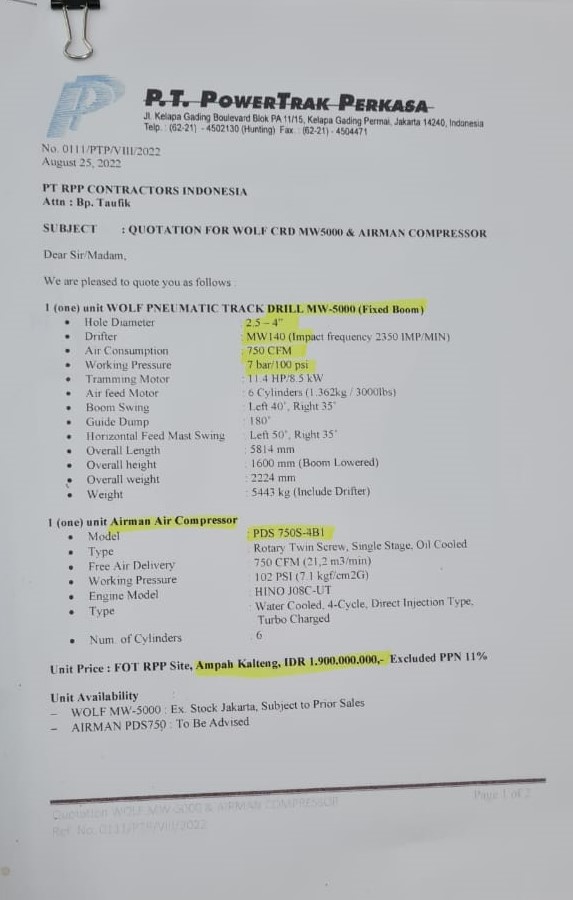 P.T. POWERTRAK PERKASA
Jl. Kelapa Gading Boulevard Blok PA 11/15, Kelapa Gading Permai, Jakarta 14240, Indonesia
Telp. : (62-21) - 4502130 (Hunting) Fax. : (62-21) - 4504471
No. 0111/PTP/VIII/2022
August 25, 2022
PT RPP CONTRACTORS INDONESIA
Attn : Bp. Taufik
SUBJECT : QUOTATION FOR WOLF CRD MW5000 & AIRMAN COMPRESSOR
Dear Sir/Madam,
We are pleased to quote you as follows :
1 (one) unit WOLF PNEUMATIC TRACK DRILL MW-5000 (Fixed Boom)
• Hole Diameter : 2.5 – 4"
• Drifter : MW140 (Impact frequency 2350 IMP/MIN)
• Air Consumption : 750 CFM
• Working Pressure : 7 bar/100 psi
• Tramming Motor : 11.4 HP/8.5 kW
• Air feed Motor : 6 Cylinders (1.362kg / 3000lbs)
• Boom Swing : Left 40°, Right 35°
• Guide Dump : 180°
• Horizontal Feed Mast Swing : Left 50°, Right 35°
• Overall Length : 5814 mm
• Overall height : 1600 mm (Boom Lowered)
• Overall weight : 2224 mm
• Weight : 5443 kg (Include Drifter)
1 (one) unit Airman Air Compressor
• Model : PDS 750S-4B1
• Type : Rotary Twin Screw, Single Stage, Oil Cooled
• Free Air Delivery : 750 CFM (21,2 m3/min)
• Working Pressure : 102 PSI (7.1 kgf/cm2G)
• Engine Model : HINO J08C-UT
• Type : Water Cooled, 4-Cycle, Direct Injection Type,
Turbo Charged
• Num. of Cylinders : 6
Unit Price : FOT RPP Site, Ampah Kalteng, IDR 1.900.000.000,- Excluded PPN 11%
Unit Availability :
– WOLF MW-5000 : Ex. Stock Jakarta, Subject to Prior Sales
– AIRMAN PDS750 : To Be Advised
Quotation WOLF MW-5000 & AIRMAN COMPRESSOR
Page 1 of 2
Ref. No. 0111/PTP/VIII/2022